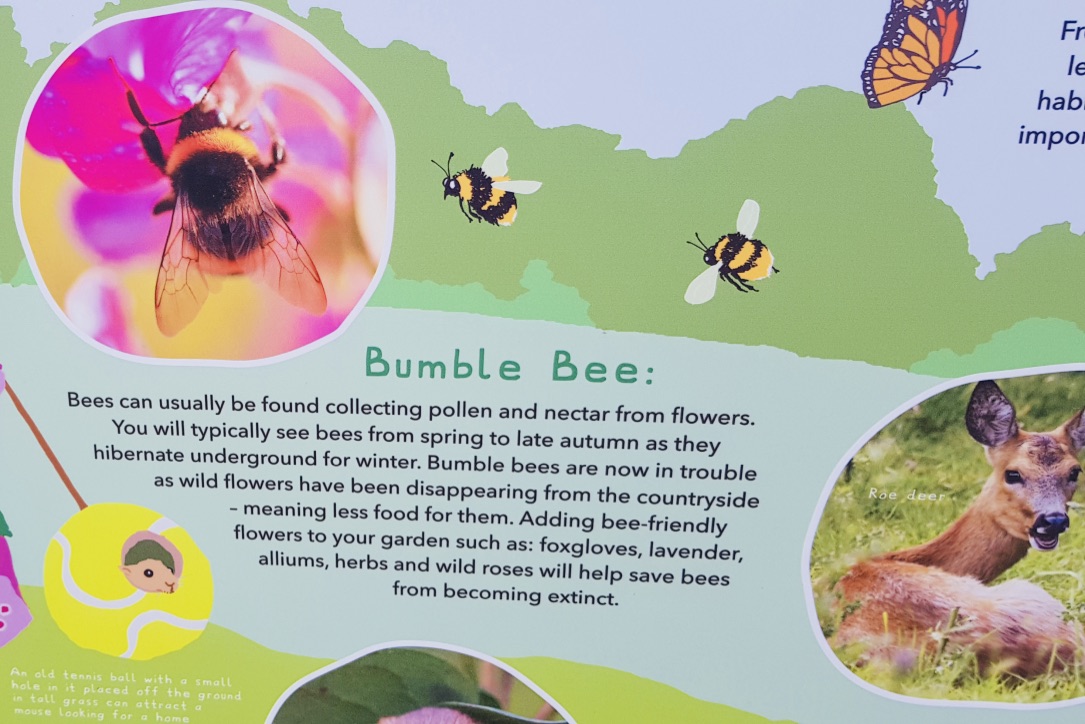 Bumble Bee:
Bees can usually be found collecting pollen and nectar from flowers.
You will typically see bees from spring to late autumn as they
hibernate underground for winter. Bumble bees are now in trouble
as wild flowers have been disappearing from the countryside
– meaning less food for them. Adding bee-friendly
flowers to your garden such as: foxgloves, lavender,
alliums, herbs and wild roses will help save bees
from becoming extinct.
Roe deer
An old tennis ball with a small
hole in it placed off the ground
in tall grass can attract a
mouse looking for a home